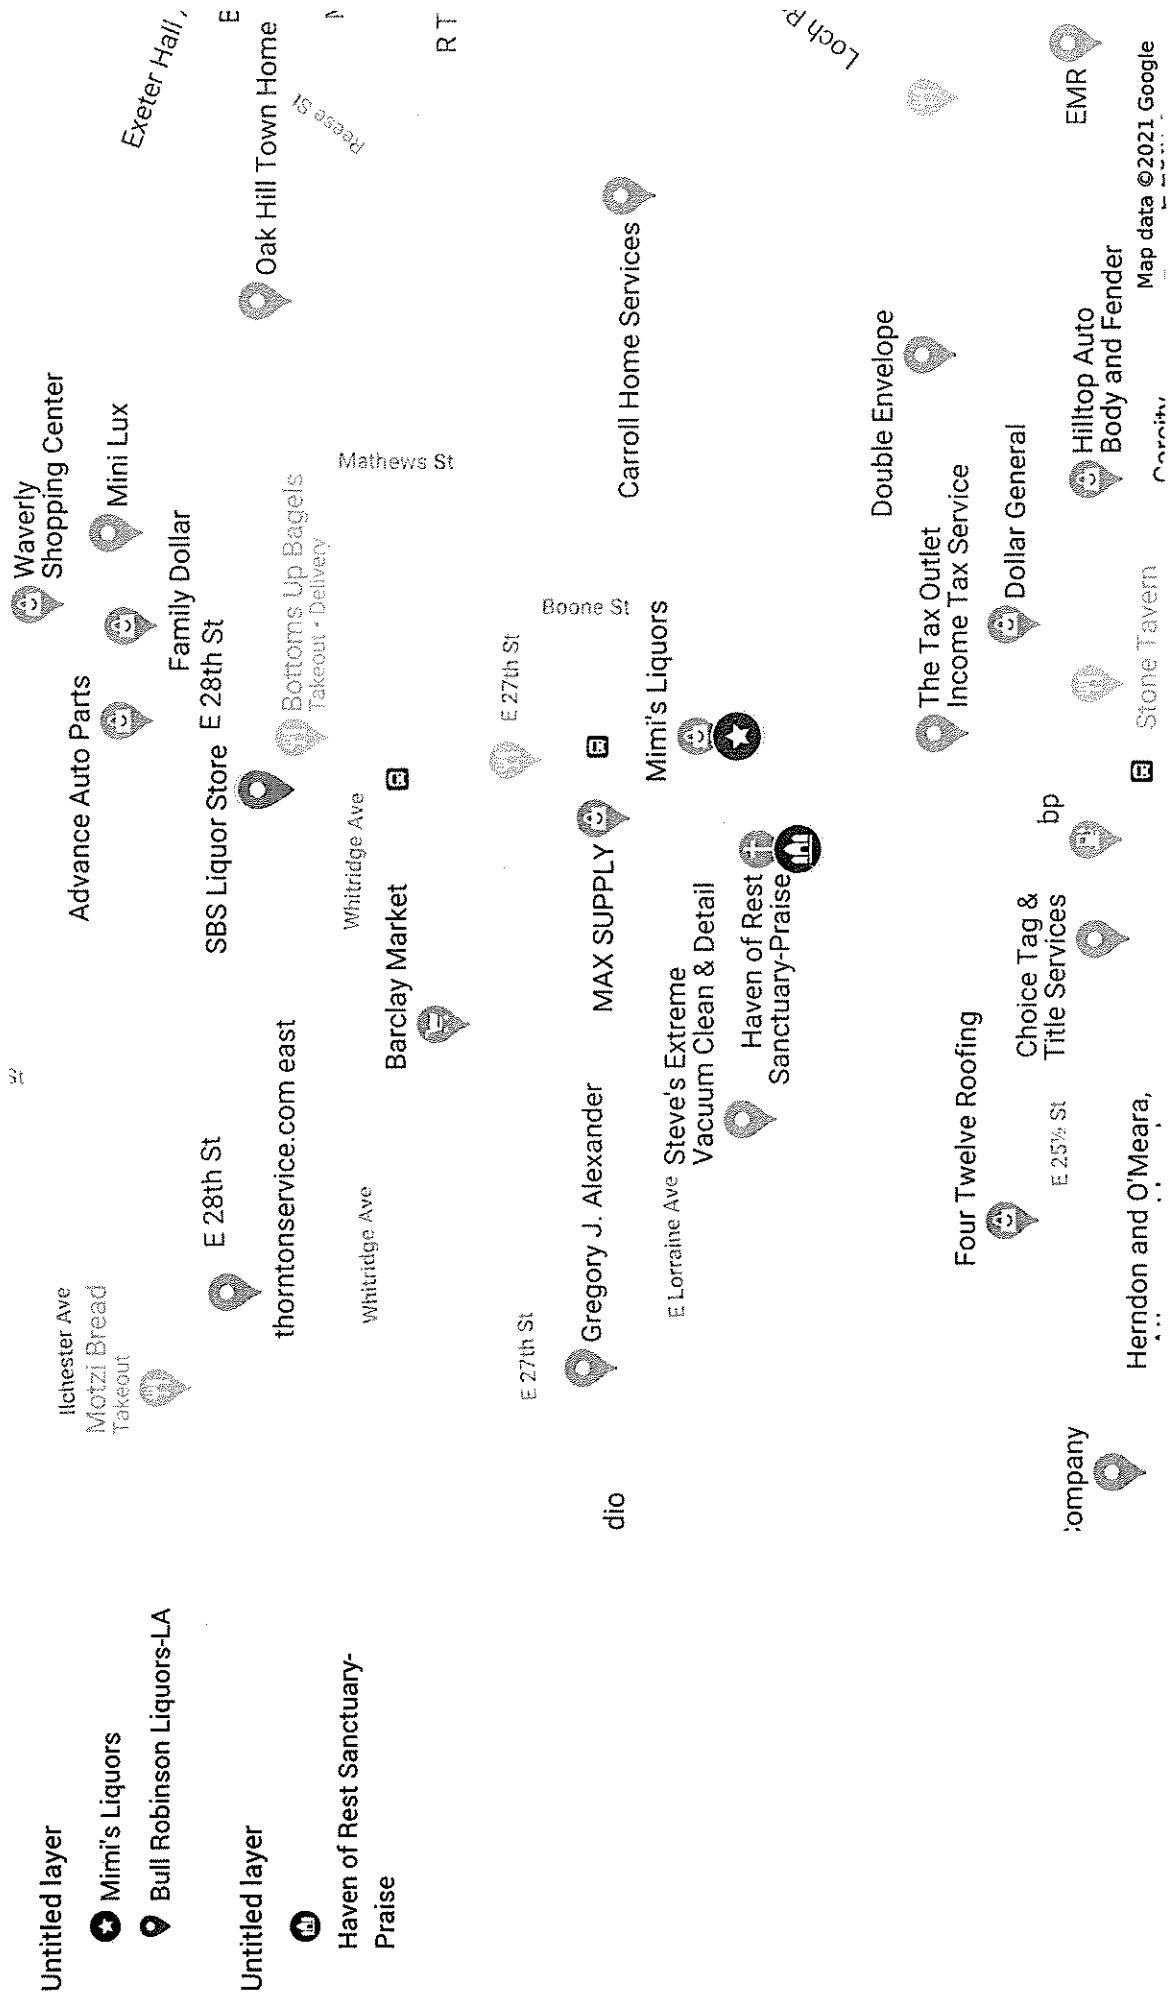 Untitled layer
Mimi's Liquors
Bull Robinson Liquors-LA
Untitled layer
Haven of Rest Sanctuary-
Praise
St
Waverly
Shopping Center
Ilchester Ave
Motzi Bread
Takeout
Advance Auto Parts
Mini Lux
Exeter Hall
Family Dollar
E 28th St
SBS Liquor Store
E 28th St
Oak Hill Town Home
thorntonservice.com east
Bottoms Up Bagels
Takeout • Delivery
Reese St
Whitridge Ave
Whitridge Ave
Mathews St
Barclay Market
R T
E 27th St
E 27th St
Boone St
dio
Gregory J. Alexander
MAX SUPPLY
Carroll Home Services
E Lorraine Ave
Steve's Extreme
Vacuum Clean & Detail
Mimi's Liquors
Haven of Rest
Sanctuary-Praise
Loch
Double Envelope
The Tax Outlet
Income Tax Service
Four Twelve Roofing
Dollar General
Choice Tag &
Title Services
bp
E 25½ St
ompany
EMR
Hilltop Auto
Body and Fender
Herndon and O'Meara,
Stone Tavern
Map data ©2021 Google